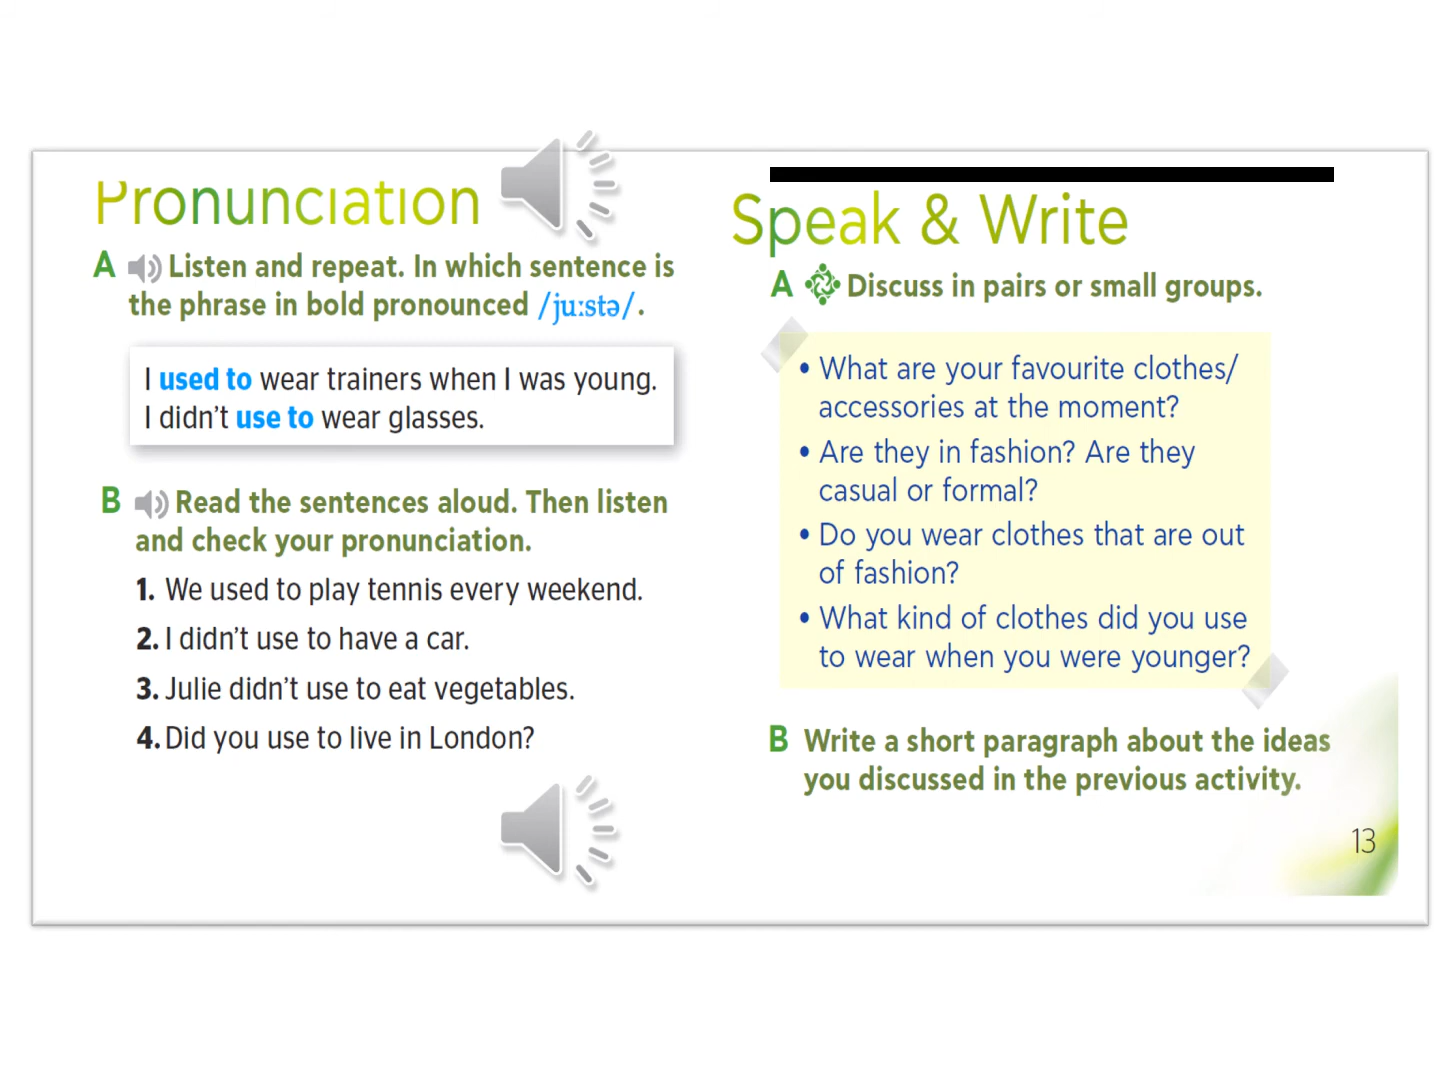 Pronunciation
A Listen and repeat. In which sentence is
the phrase in bold pronounced /juːstə/.
I used to wear trainers when I was young.
I didn't use to wear glasses.
B Read the sentences aloud. Then listen
and check your pronunciation.
1. We used to play tennis every weekend.
2. I didn't use to have a car.
3. Julie didn't use to eat vegetables.
4. Did you use to live in London?
Speak & Write
A Discuss in pairs or small groups.
• What are your favourite clothes/
accessories at the moment?
• Are they in fashion? Are they
casual or formal?
• Do you wear clothes that are out
of fashion?
• What kind of clothes did you use
to wear when you were younger?
B Write a short paragraph about the ideas
you discussed in the previous activity.
13